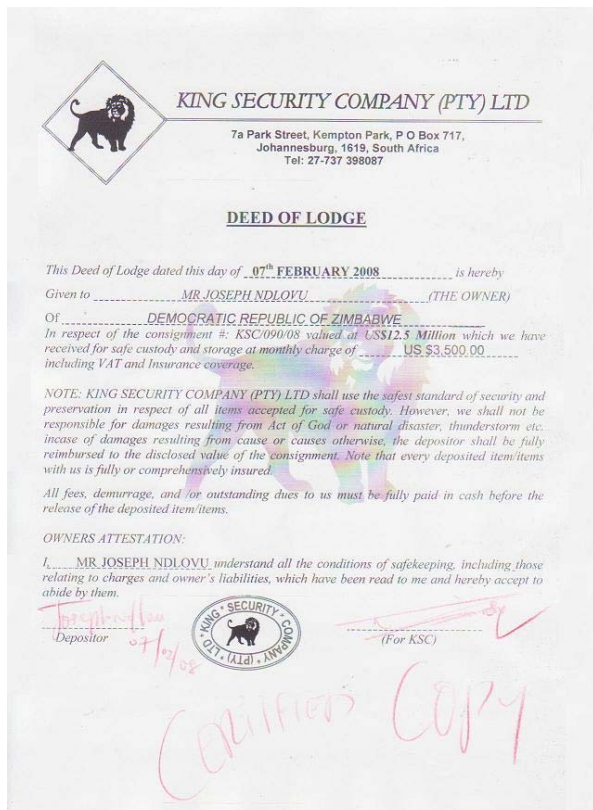 KING SECURITY COMPANY (PTY) LTD
7a Park Street, Kempton Park, P O Box 717,
Johannesburg, 1619, South Africa
Tel: 27-737 398087
DEED OF LODGE
This Deed of Lodge dated this day of 07th FEBRUARY 2008 is hereby
Given to MR JOSEPH NDLOVU (THE OWNER)
Of DEMOCRATIC REPUBLIC OF ZIMBABWE
In respect of the consignment #: KSC/090/08 valued at US$12.5 Million which we have
received for safe custody and storage at monthly charge of US $3,500.00
including VAT and Insurance coverage.
NOTE: KING SECURITY COMPANY (PTY) LTD shall use the safest standard of security and
preservation in respect of all items accepted for safe custody. However, we shall not be
responsible for damages resulting from Act of God or natural disaster, thunderstorm etc.
incase of damages resulting from cause or causes otherwise, the depositor shall be fully
reimbursed to the disclosed value of the consignment. Note that every deposited item/items
with us is fully or comprehensively insured.
All fees, demurrage, and /or outstanding dues to us must be fully paid in cash before the
release of the deposited item/items.
OWNERS ATTESTATION:
I, MR JOSEPH NDLOVU understand all the conditions of safekeeping, including those
relating to charges and owner's liabilities, which have been read to me and hereby accept to
abide by them.
Depositor 07/02/08
KING * SECURITY * COMPANY * (PTY) * LTD *
(For KSC)
CERTIFIED COPY